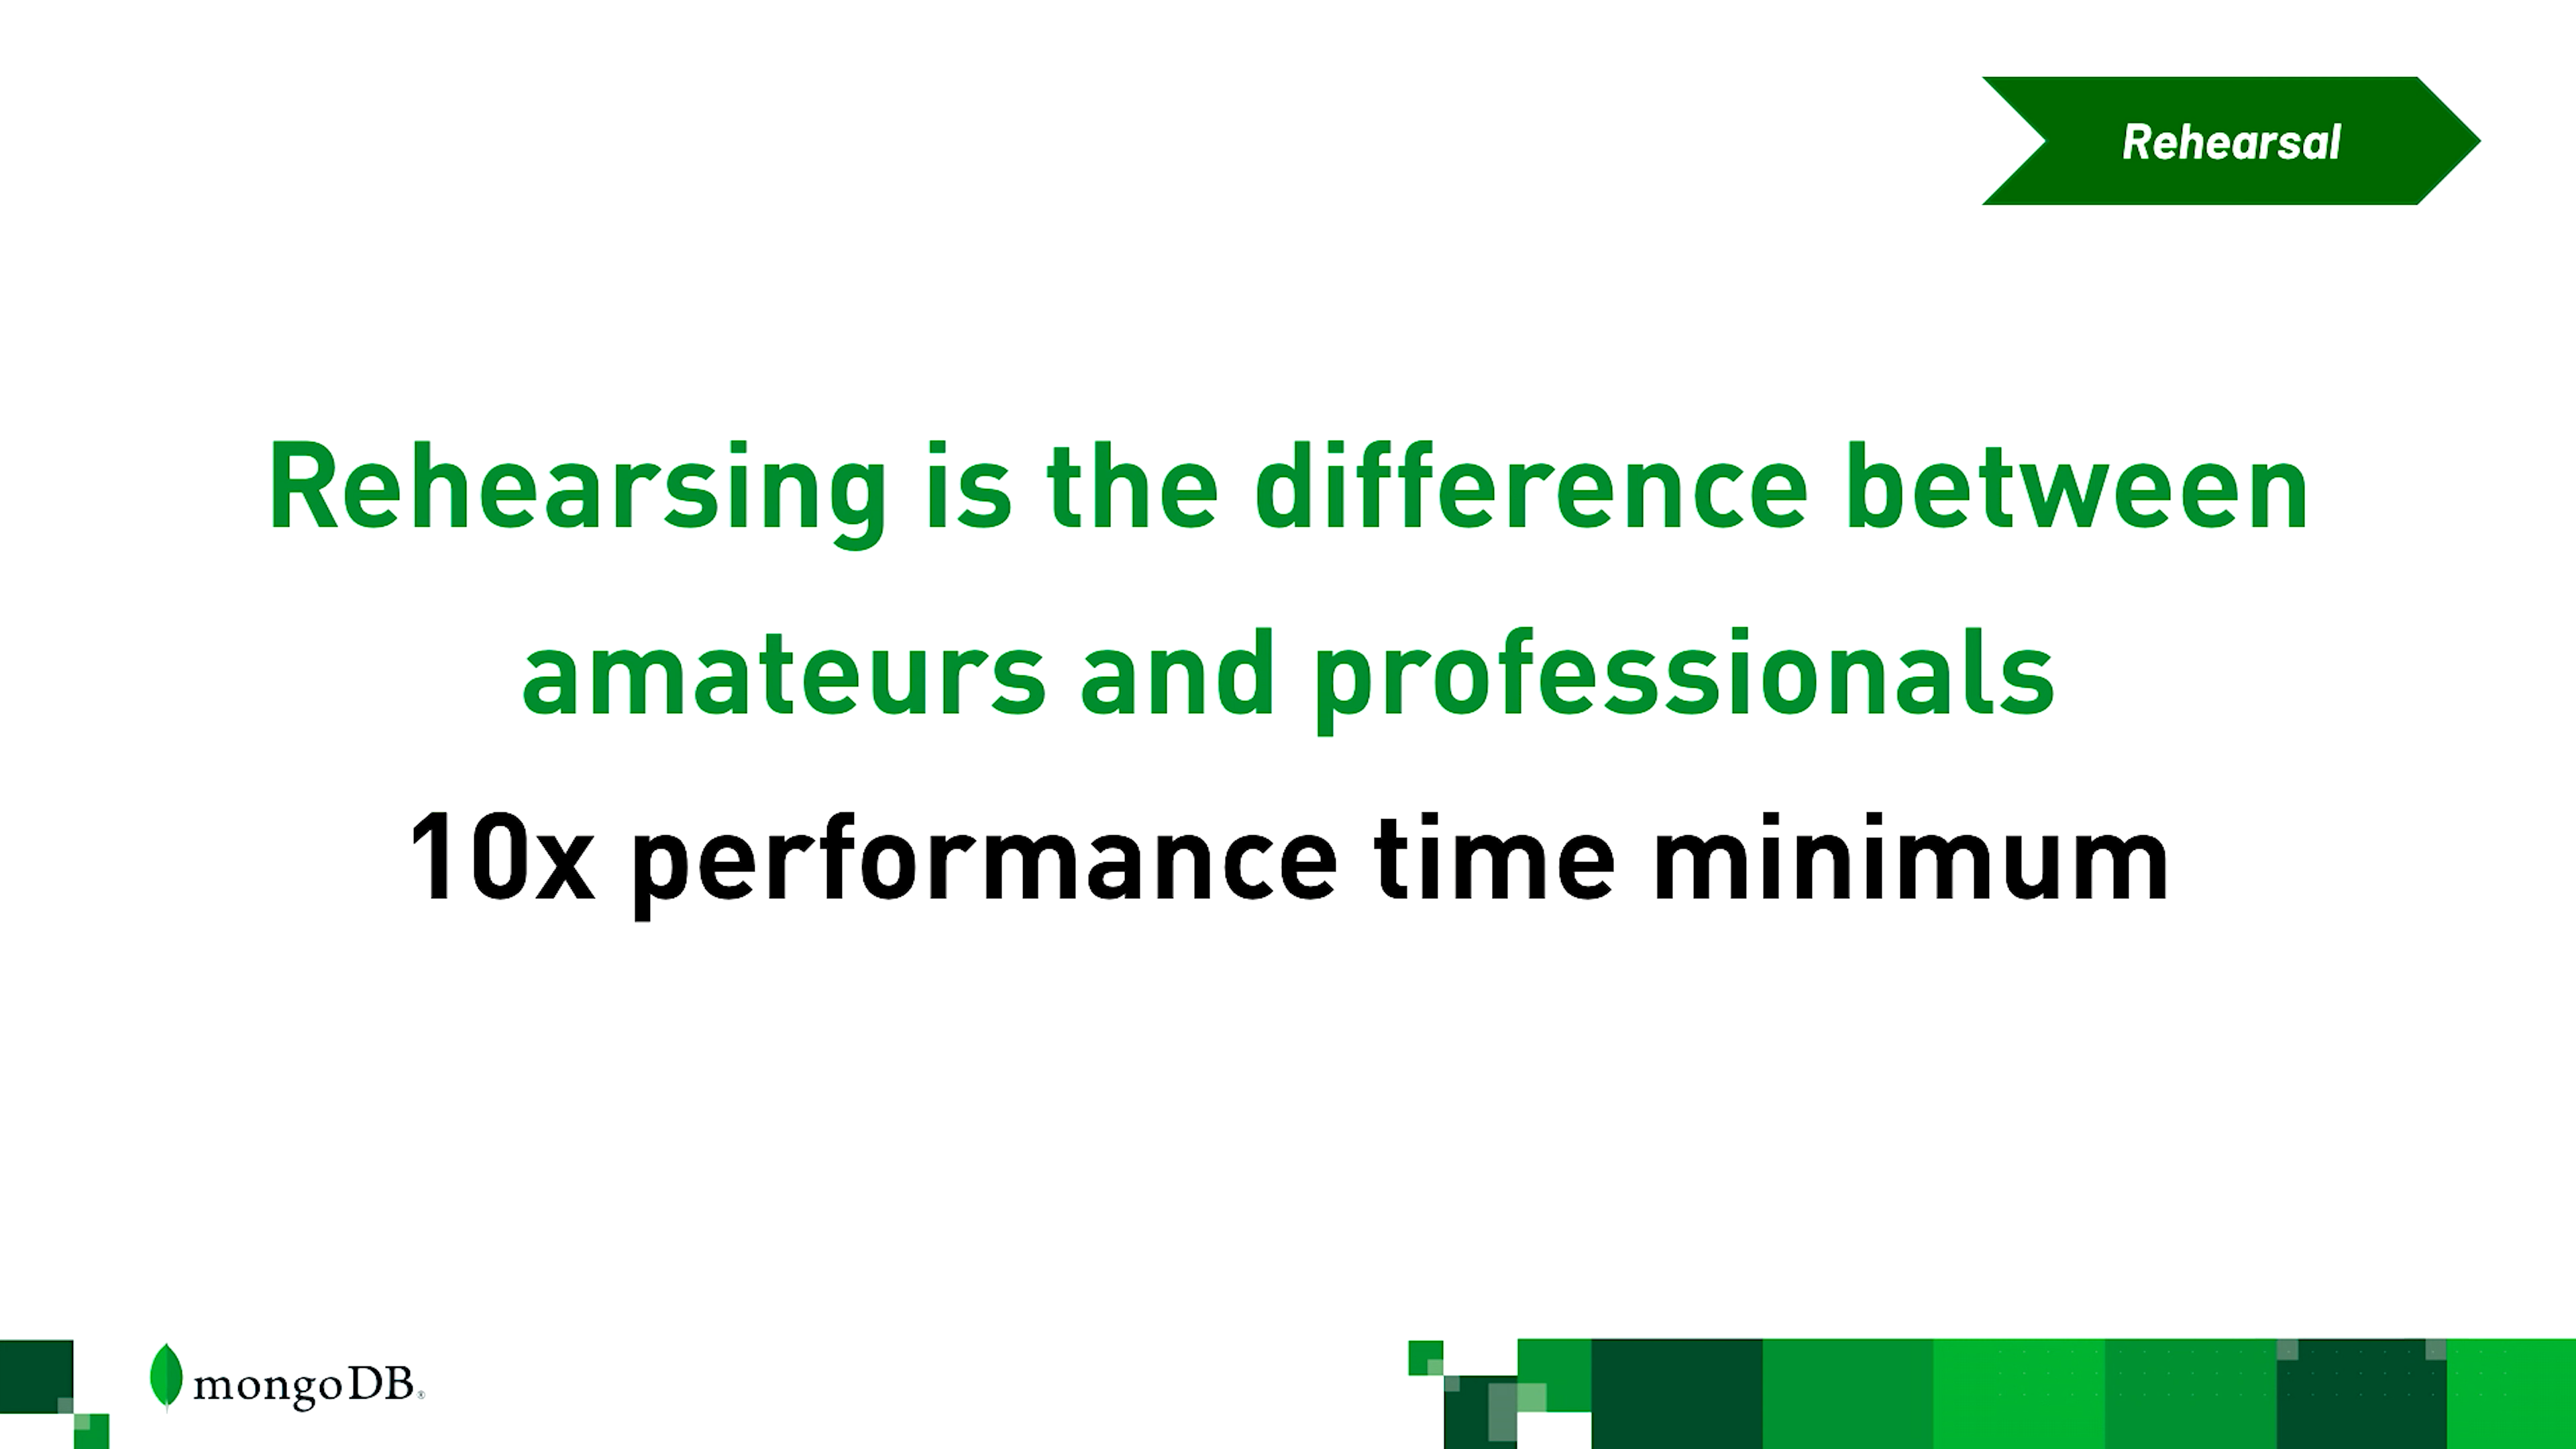 Rehearsal
Rehearsing is the difference between
amateurs and professionals
10x performance time minimum
mongoDB®